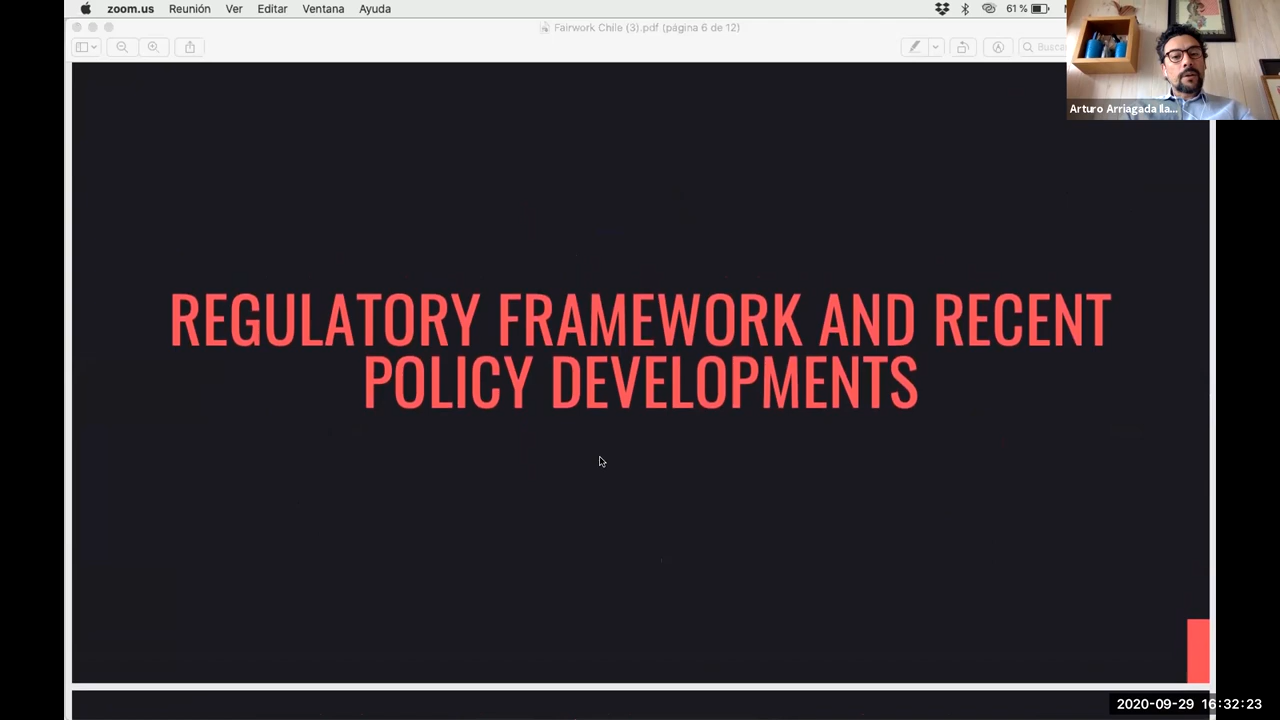 zoom.us Reunión Ver Editar Ventana Ayuda 61 %
Fairwork Chile (3).pdf (página 6 de 12)
Busca
Arturo Arriagada Ila...
REGULATORY FRAMEWORK AND RECENT
POLICY DEVELOPMENTS
2020-09-29 16:32:23